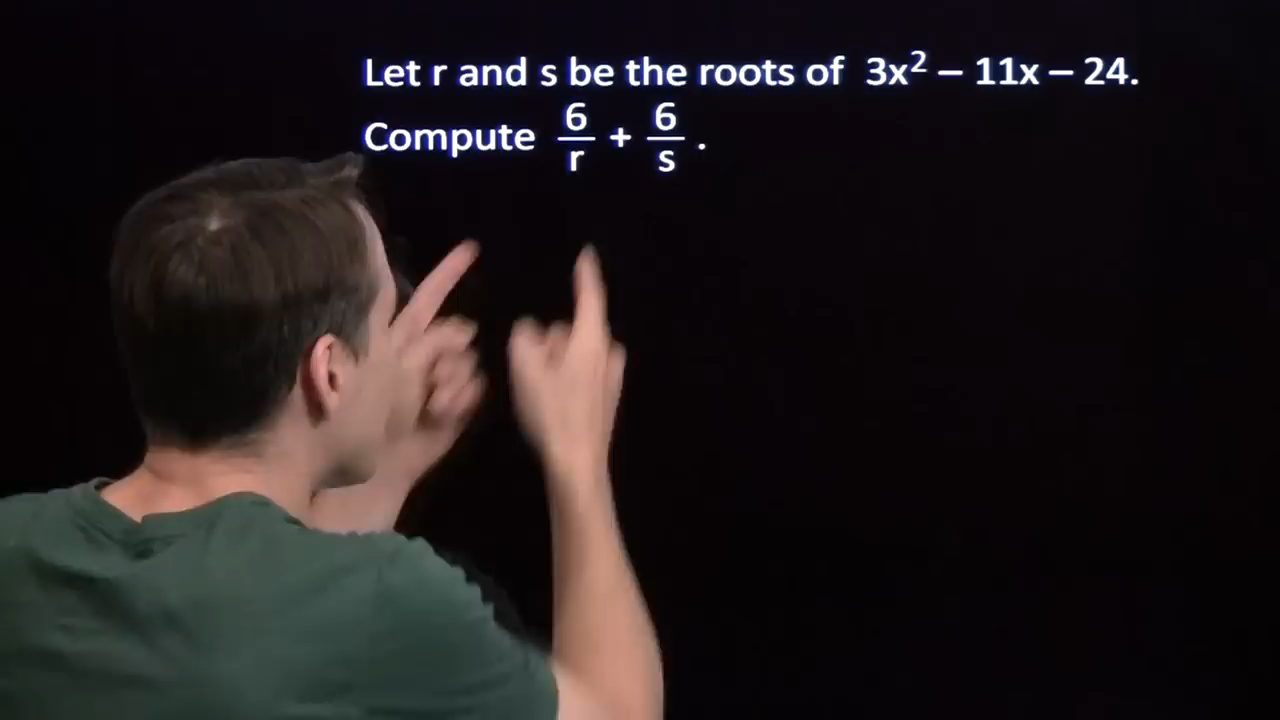 Let r and s be the roots of 3x² – 11x – 24.
Compute 6/r + 6/s .